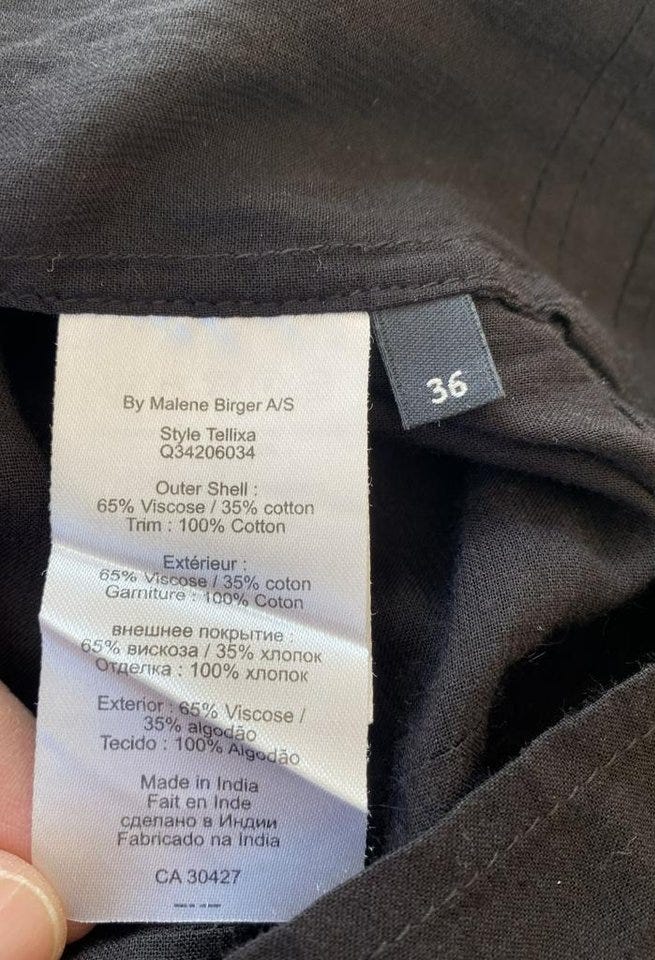 By Malene Birger A/S
Style Tellixa
Q34206034
Outer Shell :
65% Viscose / 35% cotton
Trim : 100% Cotton
Extérieur :
65% Viscose / 35% coton
Garniture : 100% Coton
внешнее покрытие :
65% вискоза / 35% хлопок
Отделка : 100% хлопок
Exterior : 65% Viscose /
35% algodão
Tecido : 100% Algodão
Made in India
Fait en Inde
сделано в Индии
Fabricado na India
CA 30427
36